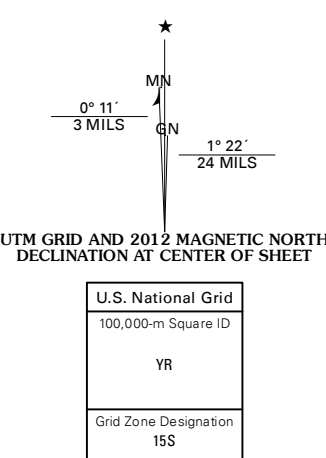 ★
MN
0° 11´
3 MILS
GN
1° 22´
24 MILS
UTM GRID AND 2012 MAGNETIC NORTH
DECLINATION AT CENTER OF SHEET
U.S. National Grid
100,000-m Square ID
YR
Grid Zone Designation
15S